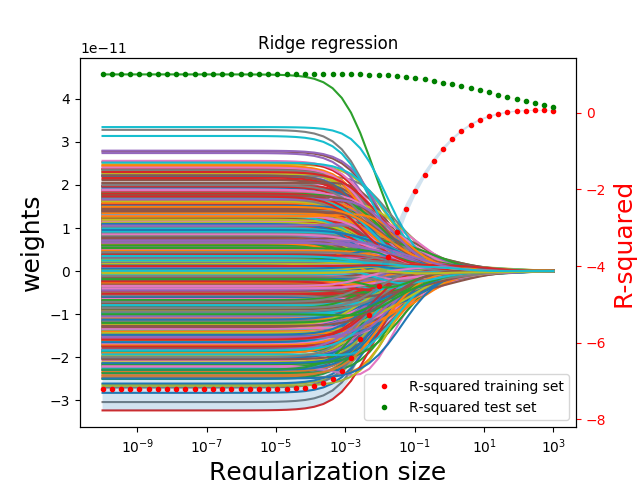 Ridge regression
1e−11
weights
4
3
2
1
0
−1
−2
−3
0
−2
−4
−6
−8
R-squared
R-squared training set
R-squared test set
10⁻⁹ 10⁻⁷ 10⁻⁵ 10⁻³ 10⁻¹ 10¹ 10³
Regularization size